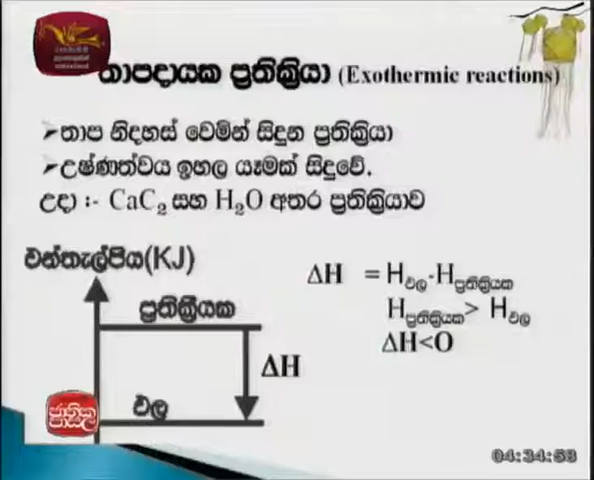 තාපදායක ප්‍රතික්‍රියා (Exothermic reactions)
➤තාප නිදහස් වෙමින් සිදුන ප්‍රතික්‍රියා
➤උෂ්ණත්වය ඉහල යෑමක් සිදුවේ.
උදා :- CaC₂ සහ H₂O අතර ප්‍රතික්‍රියාව
එන්තැල්පිය(KJ)
ප්‍රතික්‍රීයක
ΔH
ඵල
ΔH = Hඵල-Hප්‍රතික්‍රියක
Hප්‍රතික්‍රියක> Hඵල
ΔH<O
ජාතික
පාසල
04:34:58